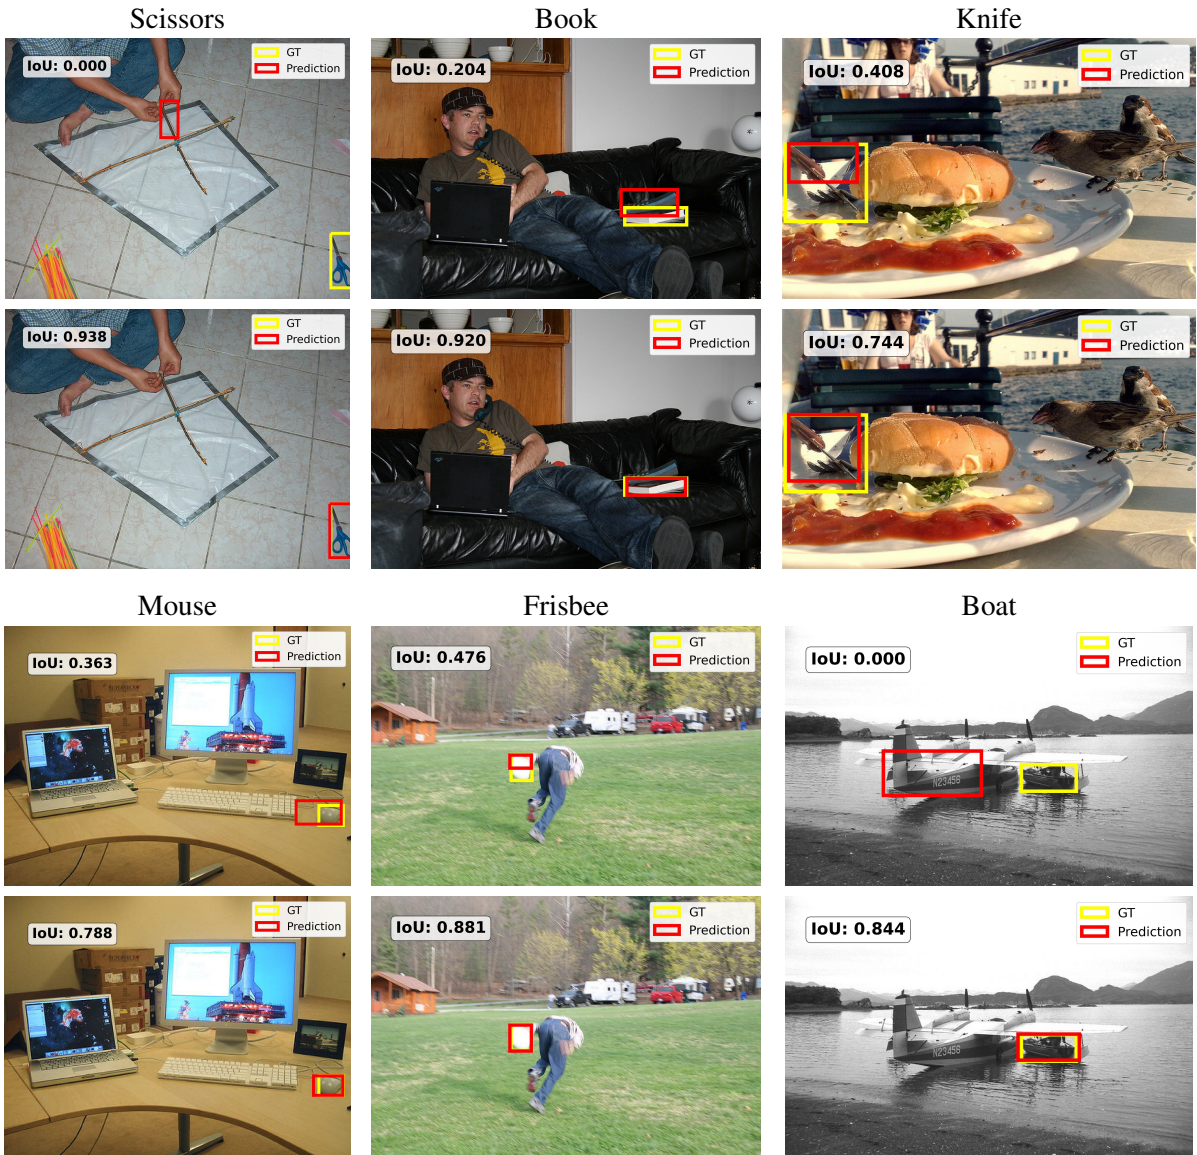 Scissors
Book
Knife
IoU: 0.000
GT
Prediction
IoU: 0.204
GT
Prediction
IoU: 0.408
GT
Prediction
IoU: 0.938
GT
Prediction
IoU: 0.920
GT
Prediction
IoU: 0.744
GT
Prediction
Mouse
Frisbee
Boat
IoU: 0.363
GT
Prediction
IoU: 0.476
GT
Prediction
IoU: 0.000
GT
Prediction
N23456
IoU: 0.788
GT
Prediction
IoU: 0.881
GT
Prediction
IoU: 0.844
GT
Prediction
N23456